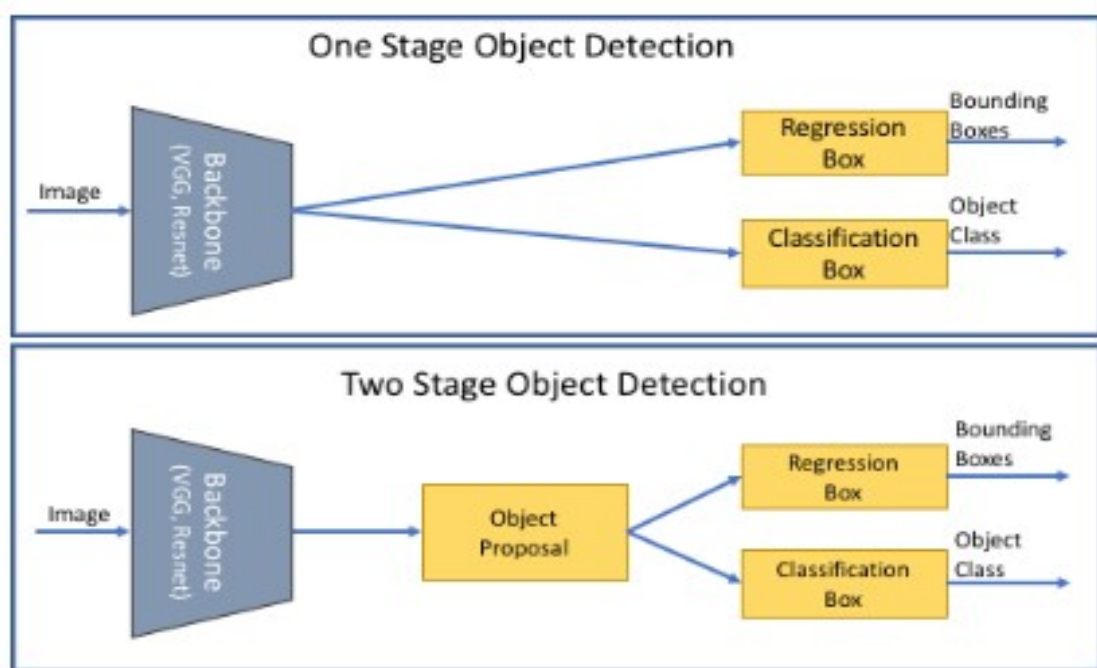 One Stage Object Detection
Image
Backbone
(VGG, Resnet)
Regression
Box
Bounding
Boxes
Classification
Box
Object
Class
Two Stage Object Detection
Image
Backbone
(VGG, Resnet)
Object
Proposal
Regression
Box
Bounding
Boxes
Classification
Box
Object
Class